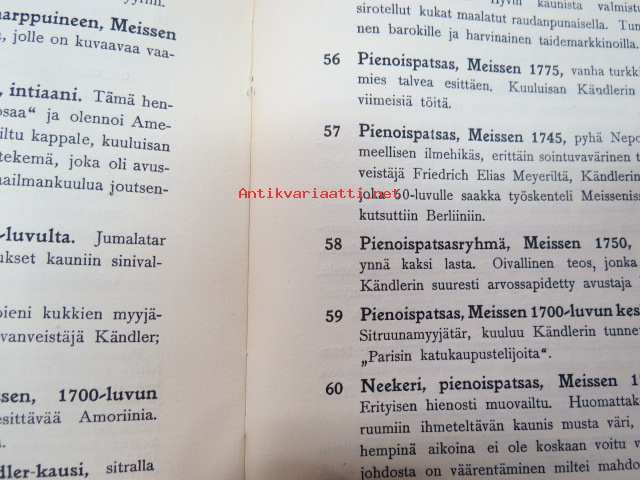 harppuineen, Meissen
jolle on kuvaavaa vaa-
intiaani. Tämä hen-
osaa“ ja olennoi Ame-
iltu kappale, kuuluisan
tekemä, joka oli avus-
nailmankuulua joutsen-
-luvulta. Jumalatar
ukset kauniin sinival-
pieni kukkien myyjä-
vanveistäjä Kändler;
ssen, 1700-luvun
esittävää Amoriinia.
dler-kausi, sitralla
Hyvin kaunista valmistu
sirotellut kukat maalatut raudanpunaisella. Tun
nen barokille ja harvinainen taidemarkkinoilla.
56 Pienoispatsas, Meissen 1775, vanha turkki
mies talvea esittäen. Kuuluisan Kändlerin
viimeisiä töitä.
57 Pienoispatsas, Meissen 1745, pyhä Nepo
meellisen ilmehikäs, erittäin sointuvavärinen t
veistäjä Friedrich Elias Meyeriltä, Kändlerin
joka 60-luvulle saakka työskenteli Meisseniss
kutsuttiin Berliiniin.
58 Pienoispatsasryhmä, Meissen 1750,
ynnä kaksi lasta. Oivallinen teos, jonka
Kändlerin suuresti arvossapidetty avustaja
59 Pienoispatsas, Meissen 1700-luvun kes
Sitruunamyyjätär, kuuluu Kändlerin tunnet
„Parisin katukaupustelijoita“.
60 Neekeri, pienoispatsas, Meissen 17
Erityisen hienosti muovailtu. Huomattak
ruumiin ihmeteltävän kaunis musta väri,
hempinä aikoina ei ole koskaan voitu v
johdosta on väärentäminen miltei mahdo
Antikvariaatti.net